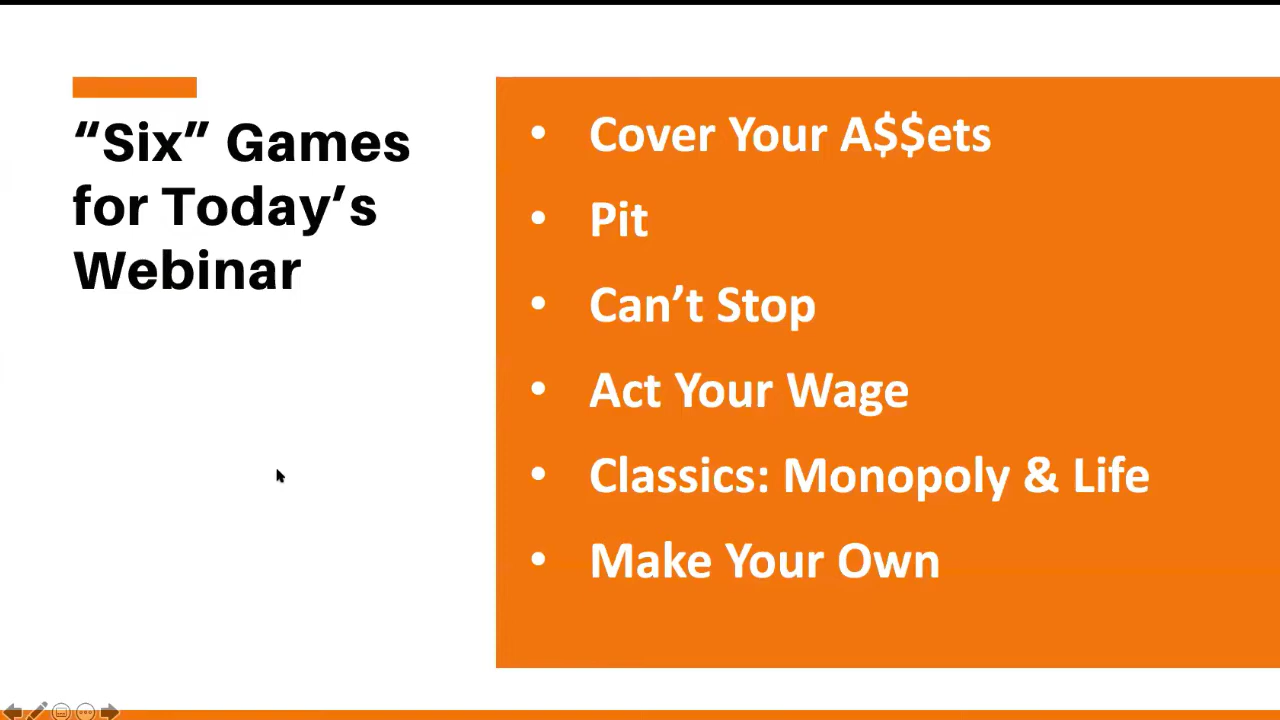 “Six” Games
for Today’s
Webinar
• Cover Your A$$ets
• Pit
• Can’t Stop
• Act Your Wage
• Classics: Monopoly & Life
• Make Your Own